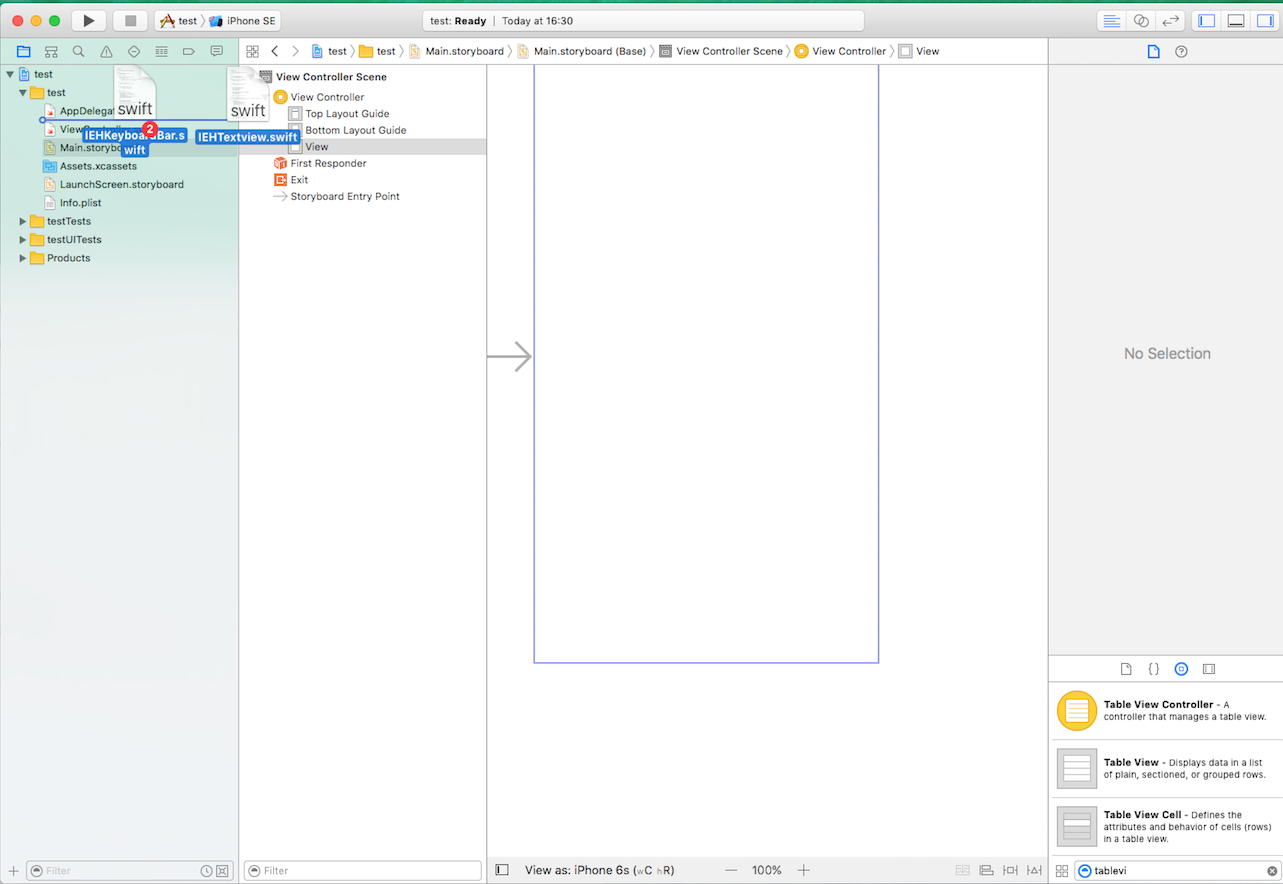 test
iPhone SE
test: Ready | Today at 16:30
test
test
Main.storyboard
Main.storyboard (Base)
View Controller Scene
View Controller
View
test
test
AppDelegat
View
Main.storybo
Assets.xcassets
LaunchScreen.storyboard
Info.plist
testTests
testUITests
Products
swift
IEHKeyboardBar.s
wift
2
swift
IEHTextview.swift
View Controller Scene
View Controller
Top Layout Guide
Bottom Layout Guide
View
First Responder
Exit
Storyboard Entry Point
No Selection
{ }
Table View Controller - A
controller that manages a table view.
Table View - Displays data in a list
of plain, sectioned, or grouped rows.
Table View Cell - Defines the
attributes and behavior of cells (rows)
in a table view.
Filter
Filter
View as: iPhone 6s (wC hR)
100%
tablevi